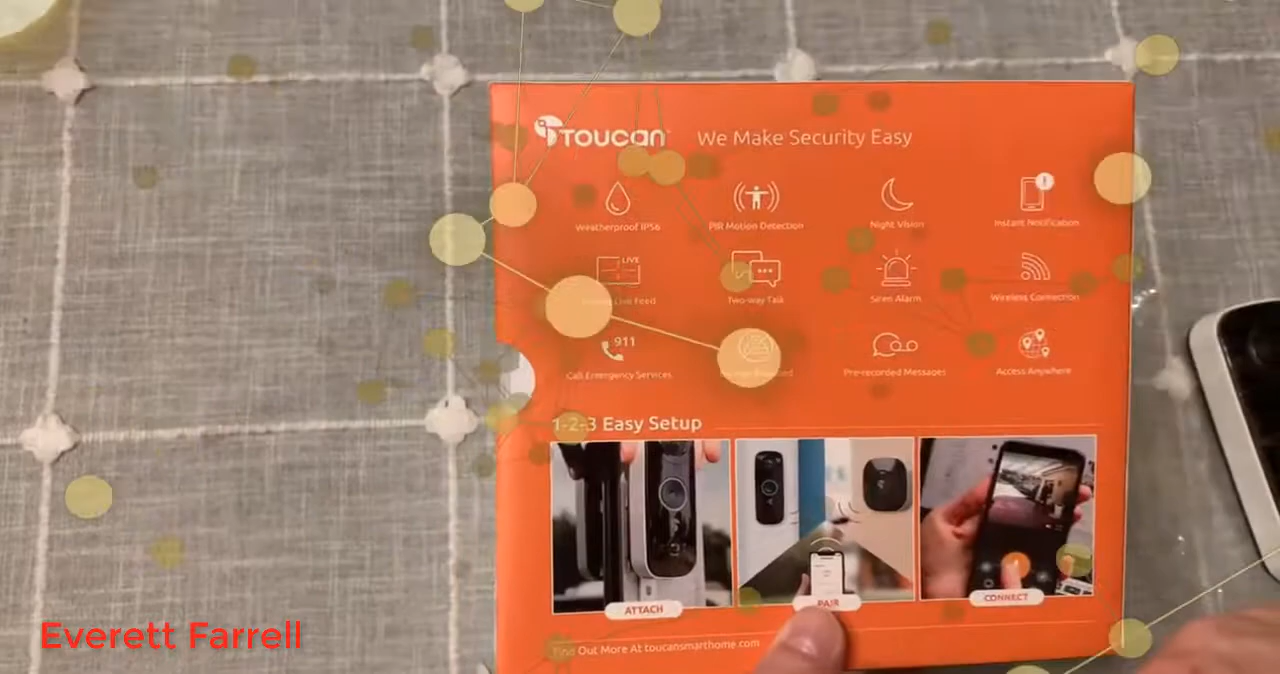 Toucan We Make Security Easy
Weatherproof IP56 PIR Motion Detection Night Vision Instant Notification
LIVE
Live Feed Two-way Talk Siren Alarm Wireless Connection
911
Call Emergency Services Pre-recorded Messages Access Anywhere
1-2-3 Easy Setup
ATTACH PAIR CONNECT
Find Out More At toucansmarthome.com
Everett Farrell